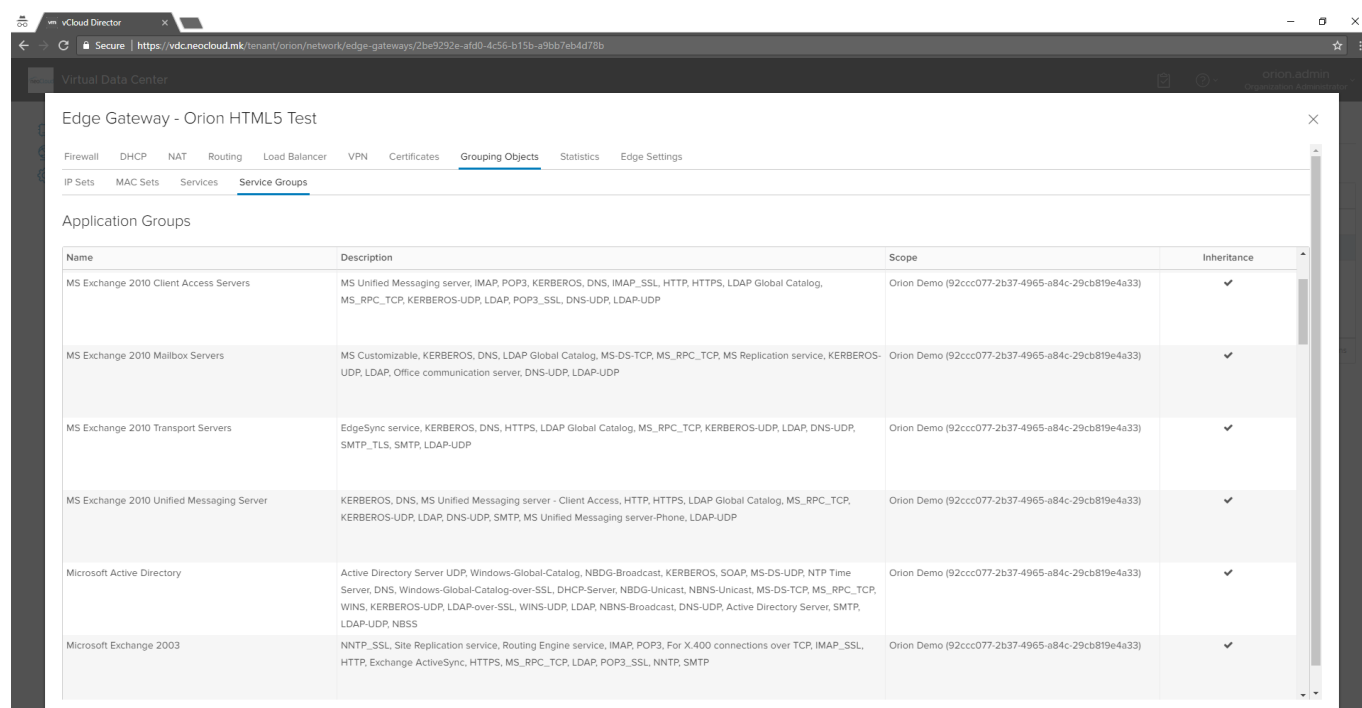 vm vCloud Director
Secure | https://vdc.neocloud.mk/tenant/orion/network/edge-gateways/2be9292e-afd0-4c56-b15b-a9bb7eb4d78b
Virtual Data Center
orion.admin
Organization Administrator
Edge Gateway - Orion HTML5 Test
Firewall DHCP NAT Routing Load Balancer VPN Certificates Grouping Objects Statistics Edge Settings
IP Sets MAC Sets Services Service Groups
Application Groups
Name Description Scope Inheritance
MS Exchange 2010 Client Access Servers MS Unified Messaging server, IMAP, POP3, KERBEROS, DNS, IMAP_SSL, HTTP, HTTPS, LDAP Global Catalog, Orion Demo (92ccc077-2b37-4965-a84c-29cb819e4a33)
MS_RPC_TCP, KERBEROS-UDP, LDAP, POP3_SSL, DNS-UDP, LDAP-UDP
MS Exchange 2010 Mailbox Servers MS Customizable, KERBEROS, DNS, LDAP Global Catalog, MS-DS-TCP, MS_RPC_TCP, MS Replication service, KERBEROS- Orion Demo (92ccc077-2b37-4965-a84c-29cb819e4a33)
UDP, LDAP, Office communication server, DNS-UDP, LDAP-UDP
MS Exchange 2010 Transport Servers EdgeSync service, KERBEROS, DNS, HTTPS, LDAP Global Catalog, MS_RPC_TCP, KERBEROS-UDP, LDAP, DNS-UDP, Orion Demo (92ccc077-2b37-4965-a84c-29cb819e4a33)
SMTP_TLS, SMTP, LDAP-UDP
MS Exchange 2010 Unified Messaging Server KERBEROS, DNS, MS Unified Messaging server - Client Access, HTTP, HTTPS, LDAP Global Catalog, MS_RPC_TCP, Orion Demo (92ccc077-2b37-4965-a84c-29cb819e4a33)
KERBEROS-UDP, LDAP, DNS-UDP, SMTP, MS Unified Messaging server-Phone, LDAP-UDP
Microsoft Active Directory Active Directory Server UDP, Windows-Global-Catalog, NBDG-Broadcast, KERBEROS, SOAP, MS-DS-UDP, NTP Time Orion Demo (92ccc077-2b37-4965-a84c-29cb819e4a33)
Server, DNS, Windows-Global-Catalog-over-SSL, DHCP-Server, NBDG-Unicast, NBNS-Unicast, MS-DS-TCP, MS_RPC_TCP,
WINS, KERBEROS-UDP, LDAP-over-SSL, WINS-UDP, LDAP, NBNS-Broadcast, DNS-UDP, Active Directory Server, SMTP,
LDAP-UDP, NBSS
Microsoft Exchange 2003 NNTP_SSL, Site Replication service, Routing Engine service, IMAP, POP3, For X.400 connections over TCP, IMAP_SSL, Orion Demo (92ccc077-2b37-4965-a84c-29cb819e4a33)
HTTP, Exchange ActiveSync, HTTPS, MS_RPC_TCP, LDAP, POP3_SSL, NNTP, SMTP